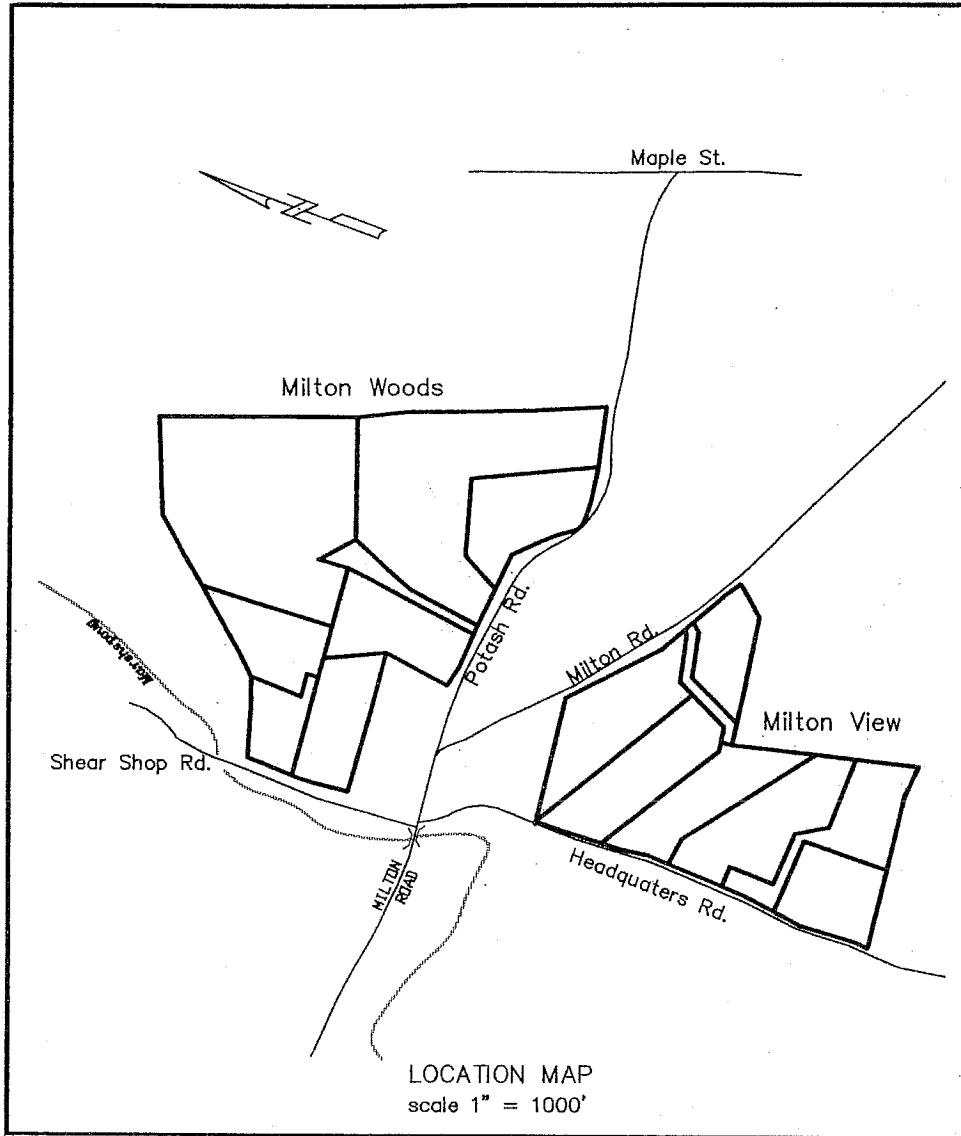 Maple St.
Milton Woods
Potash Rd.
Milton Rd.
Milton View
Marshepaug
Shear Shop Rd.
MILTON
ROAD
Headquaters Rd.
LOCATION MAP
scale 1" = 1000'